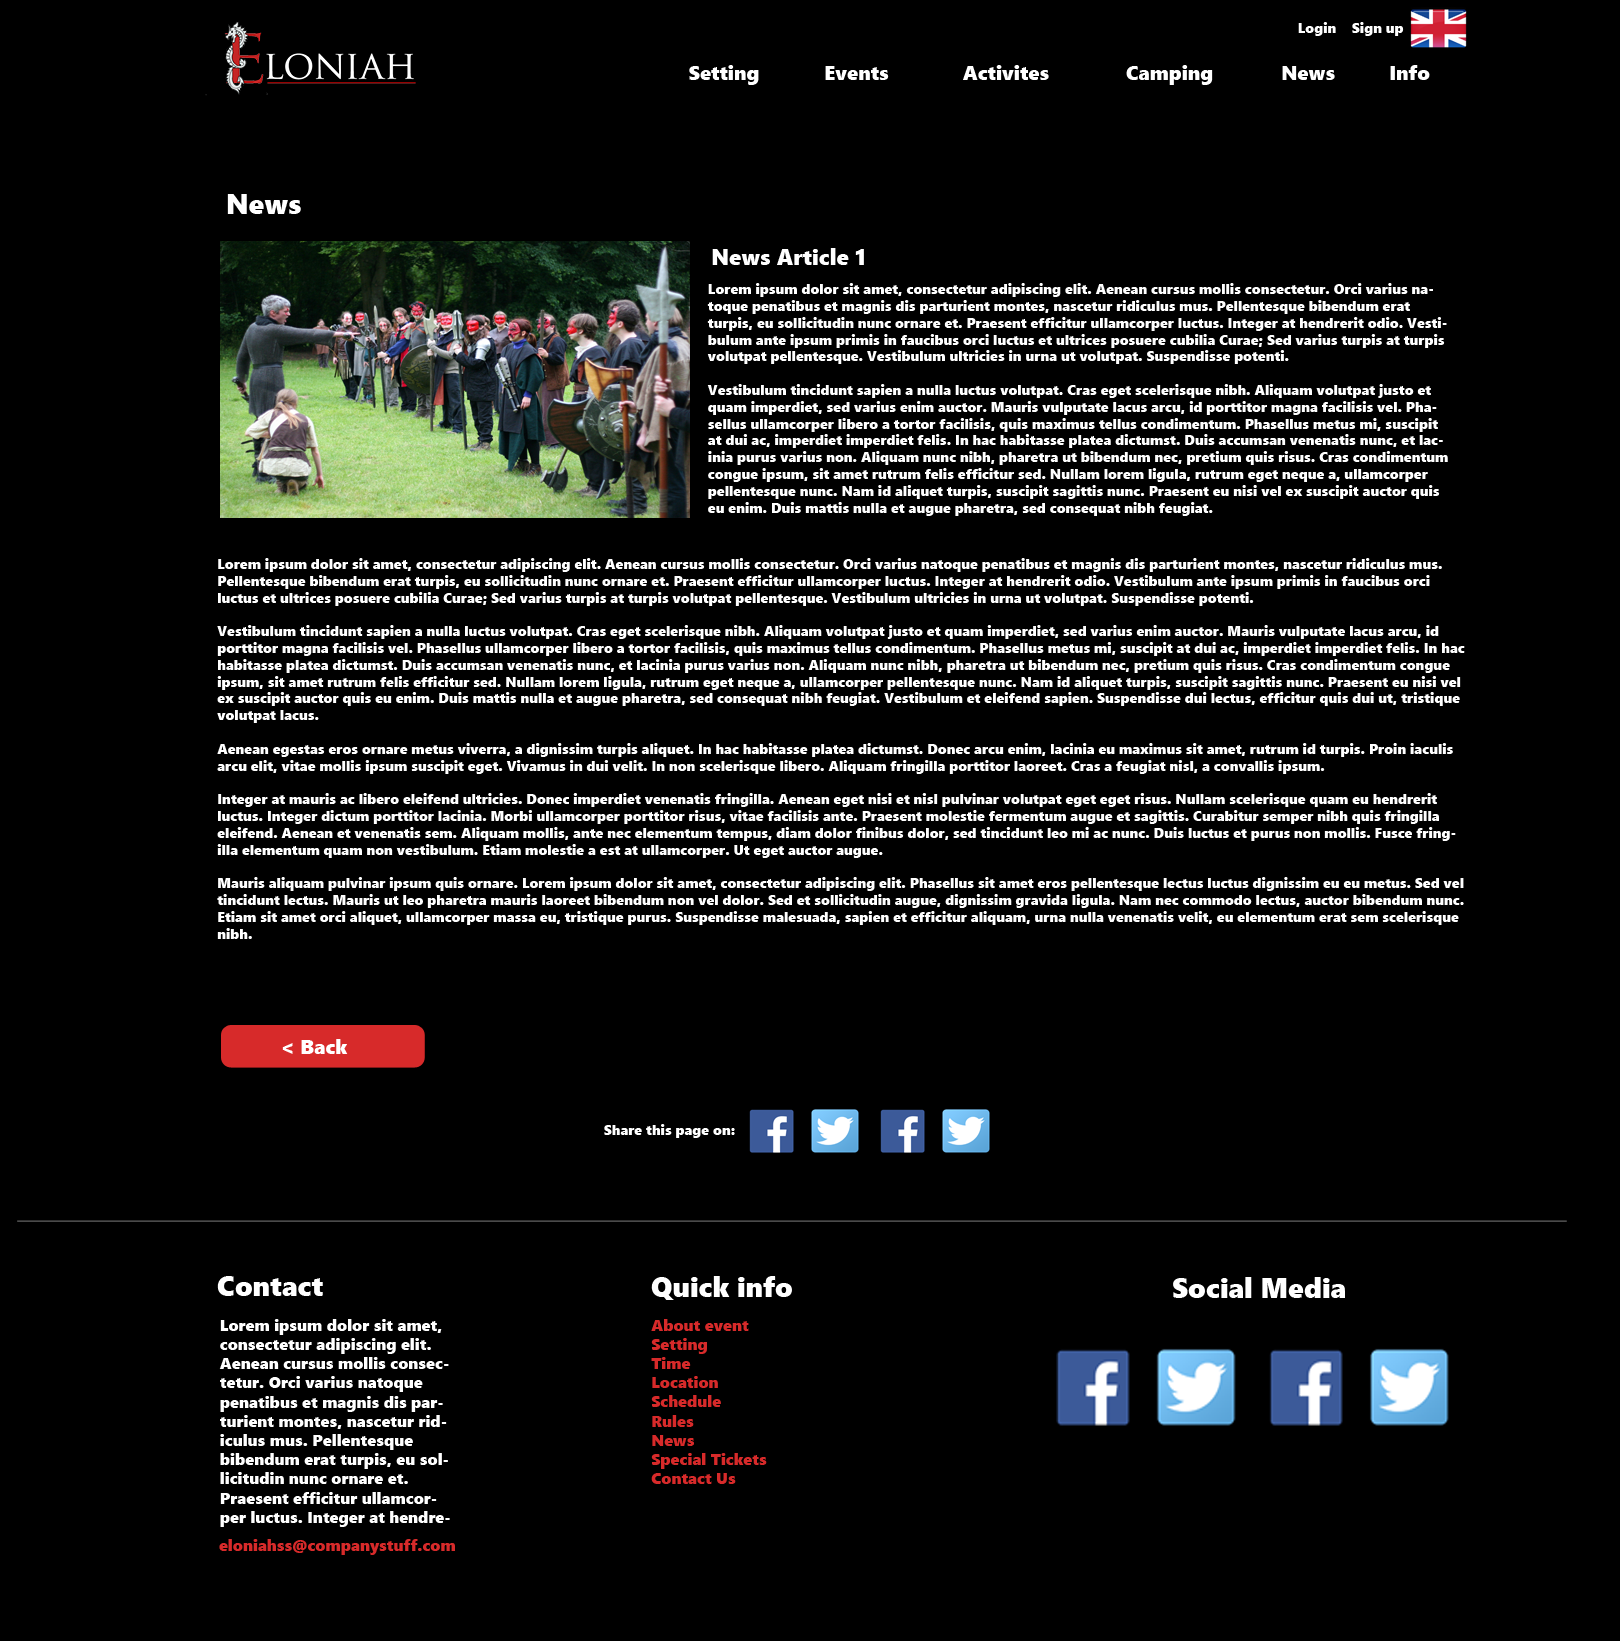 Login Sign up
ELONIAH
Setting Events Activites Camping News Info
News
News Article 1
Lorem ipsum dolor sit amet, consectetur adipiscing elit. Aenean cursus mollis consectetur. Orci varius na-
toque penatibus et magnis dis parturient montes, nascetur ridiculus mus. Pellentesque bibendum erat
turpis, eu sollicitudin nunc ornare et. Praesent efficitur ullamcorper luctus. Integer at hendrerit odio. Vesti-
bulum ante ipsum primis in faucibus orci luctus et ultrices posuere cubilia Curae; Sed varius turpis at turpis
volutpat pellentesque. Vestibulum ultricies in urna ut volutpat. Suspendisse potenti.
Vestibulum tincidunt sapien a nulla luctus volutpat. Cras eget scelerisque nibh. Aliquam volutpat justo et
quam imperdiet, sed varius enim auctor. Mauris vulputate lacus arcu, id porttitor magna facilisis vel. Pha-
sellus ullamcorper libero a tortor facilisis, quis maximus tellus condimentum. Phasellus metus mi, suscipit
at dui ac, imperdiet imperdiet felis. In hac habitasse platea dictumst. Duis accumsan venenatis nunc, et lac-
inia purus varius non. Aliquam nunc nibh, pharetra ut bibendum nec, pretium quis risus. Cras condimentum
congue ipsum, sit amet rutrum felis efficitur sed. Nullam lorem ligula, rutrum eget neque a, ullamcorper
pellentesque nunc. Nam id aliquet turpis, suscipit sagittis nunc. Praesent eu nisi vel ex suscipit auctor quis
eu enim. Duis mattis nulla et augue pharetra, sed consequat nibh feugiat.
Lorem ipsum dolor sit amet, consectetur adipiscing elit. Aenean cursus mollis consectetur. Orci varius natoque penatibus et magnis dis parturient montes, nascetur ridiculus mus.
Pellentesque bibendum erat turpis, eu sollicitudin nunc ornare et. Praesent efficitur ullamcorper luctus. Integer at hendrerit odio. Vestibulum ante ipsum primis in faucibus orci
luctus et ultrices posuere cubilia Curae; Sed varius turpis at turpis volutpat pellentesque. Vestibulum ultricies in urna ut volutpat. Suspendisse potenti.
Vestibulum tincidunt sapien a nulla luctus volutpat. Cras eget scelerisque nibh. Aliquam volutpat justo et quam imperdiet, sed varius enim auctor. Mauris vulputate lacus arcu, id
porttitor magna facilisis vel. Phasellus ullamcorper libero a tortor facilisis, quis maximus tellus condimentum. Phasellus metus mi, suscipit at dui ac, imperdiet imperdiet felis. In hac
habitasse platea dictumst. Duis accumsan venenatis nunc, et lacinia purus varius non. Aliquam nunc nibh, pharetra ut bibendum nec, pretium quis risus. Cras condimentum congue
ipsum, sit amet rutrum felis efficitur sed. Nullam lorem ligula, rutrum eget neque a, ullamcorper pellentesque nunc. Nam id aliquet turpis, suscipit sagittis nunc. Praesent eu nisi vel
ex suscipit auctor quis eu enim. Duis mattis nulla et augue pharetra, sed consequat nibh feugiat. Vestibulum et eleifend sapien. Suspendisse dui lectus, efficitur quis dui ut, tristique
volutpat lacus.
Aenean egestas eros ornare metus viverra, a dignissim turpis aliquet. In hac habitasse platea dictumst. Donec arcu enim, lacinia eu maximus sit amet, rutrum id turpis. Proin iaculis
arcu elit, vitae mollis ipsum suscipit eget. Vivamus in dui velit. In non scelerisque libero. Aliquam fringilla porttitor laoreet. Cras a feugiat nisl, a convallis ipsum.
Integer at mauris ac libero eleifend ultricies. Donec imperdiet venenatis fringilla. Aenean eget nisi et nisl pulvinar volutpat eget eget risus. Nullam scelerisque quam eu hendrerit
luctus. Integer dictum porttitor lacinia. Morbi ullamcorper porttitor risus, vitae facilisis ante. Praesent molestie fermentum augue et sagittis. Curabitur semper nibh quis fringilla
eleifend. Aenean et venenatis sem. Aliquam mollis, ante nec elementum tempus, diam dolor finibus dolor, sed tincidunt leo mi ac nunc. Duis luctus et purus non mollis. Fusce fring-
illa elementum quam non vestibulum. Etiam molestie a est at ullamcorper. Ut eget auctor augue.
Mauris aliquam pulvinar ipsum quis ornare. Lorem ipsum dolor sit amet, consectetur adipiscing elit. Phasellus sit amet eros pellentesque lectus luctus dignissim eu eu metus. Sed vel
tincidunt lectus. Mauris ut leo pharetra mauris laoreet bibendum non vel dolor. Sed et sollicitudin augue, dignissim gravida ligula. Nam nec commodo lectus, auctor bibendum nunc.
Etiam sit amet orci aliquet, ullamcorper massa eu, tristique purus. Suspendisse malesuada, sapien et efficitur aliquam, urna nulla venenatis velit, eu elementum erat sem scelerisque
nibh.
< Back
Share this page on:
Contact
Lorem ipsum dolor sit amet,
consectetur adipiscing elit.
Aenean cursus mollis consec-
tetur. Orci varius natoque
penatibus et magnis dis par-
turient montes, nascetur rid-
iculus mus. Pellentesque
bibendum erat turpis, eu sol-
licitudin nunc ornare et.
Praesent efficitur ullamcor-
per luctus. Integer at hendre-
eloniahss@companystuff.com
Quick info
About event
Setting
Time
Location
Schedule
Rules
News
Special Tickets
Contact Us
Social Media